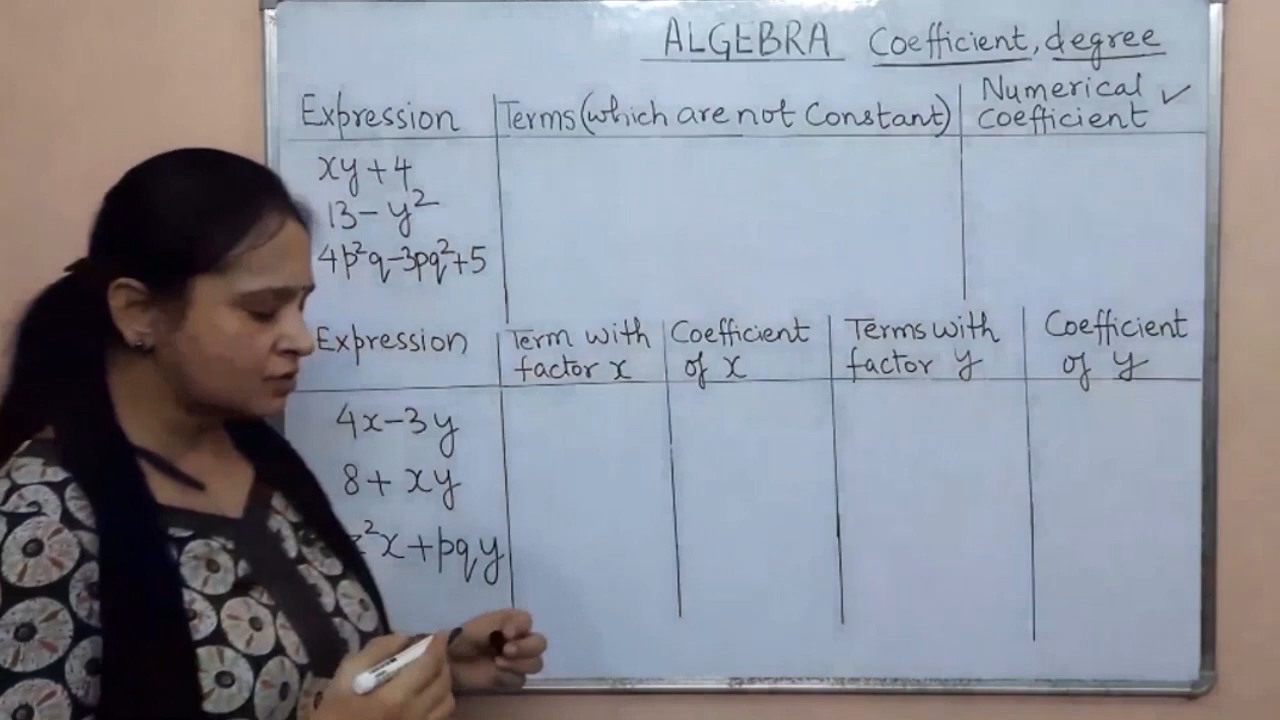 ALGEBRA Coefficient, degree
Expression Terms (which are not Constant) Numerical coefficient ✓
xy + 4
13 - y²
4p²q - 3pq² + 5
Expression Term with factor x Coefficient of x Terms with factor y Coefficient of y
4x - 3y
8 + xy
²x + pqy